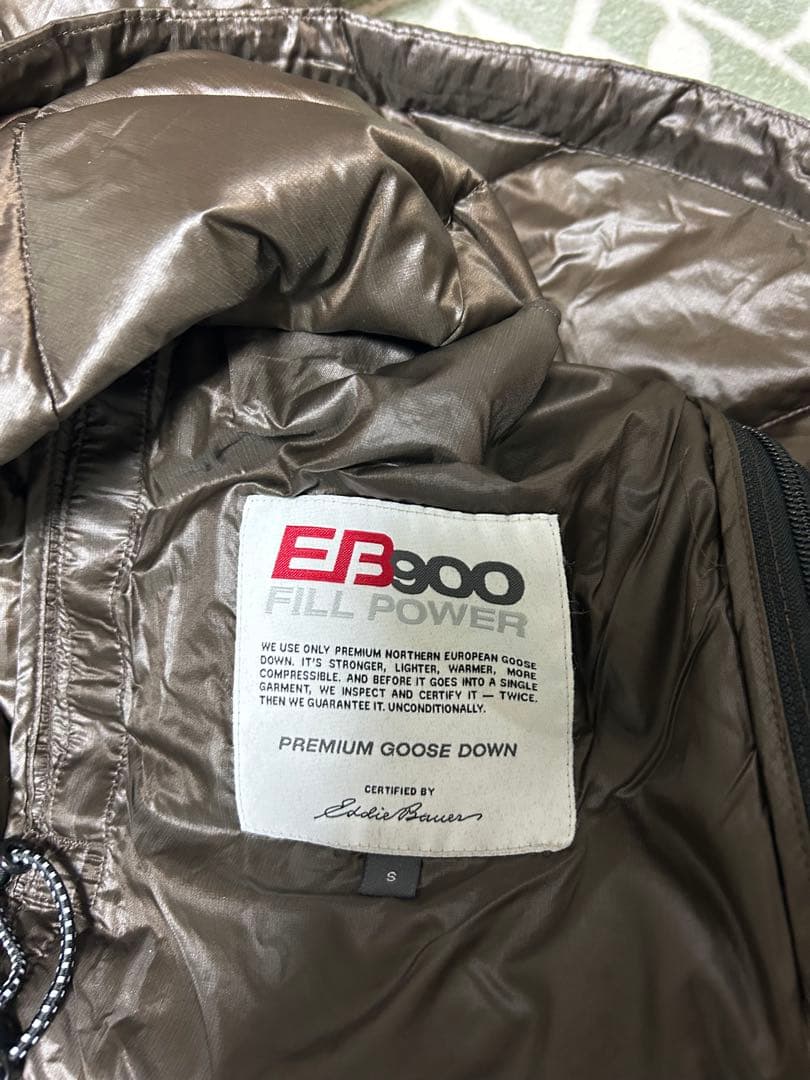 EB900
FILL POWER
WE USE ONLY PREMIUM NORTHERN EUROPEAN GOOSE
DOWN. IT'S STRONGER, LIGHTER, WARMER, MORE
COMPRESSIBLE. AND BEFORE IT GOES INTO A SINGLE
GARMENT, WE INSPECT AND CERTIFY IT — TWICE.
THEN WE GUARANTEE IT. UNCONDITIONALLY.
PREMIUM GOOSE DOWN
CERTIFIED BY
Eddie Bauer
S